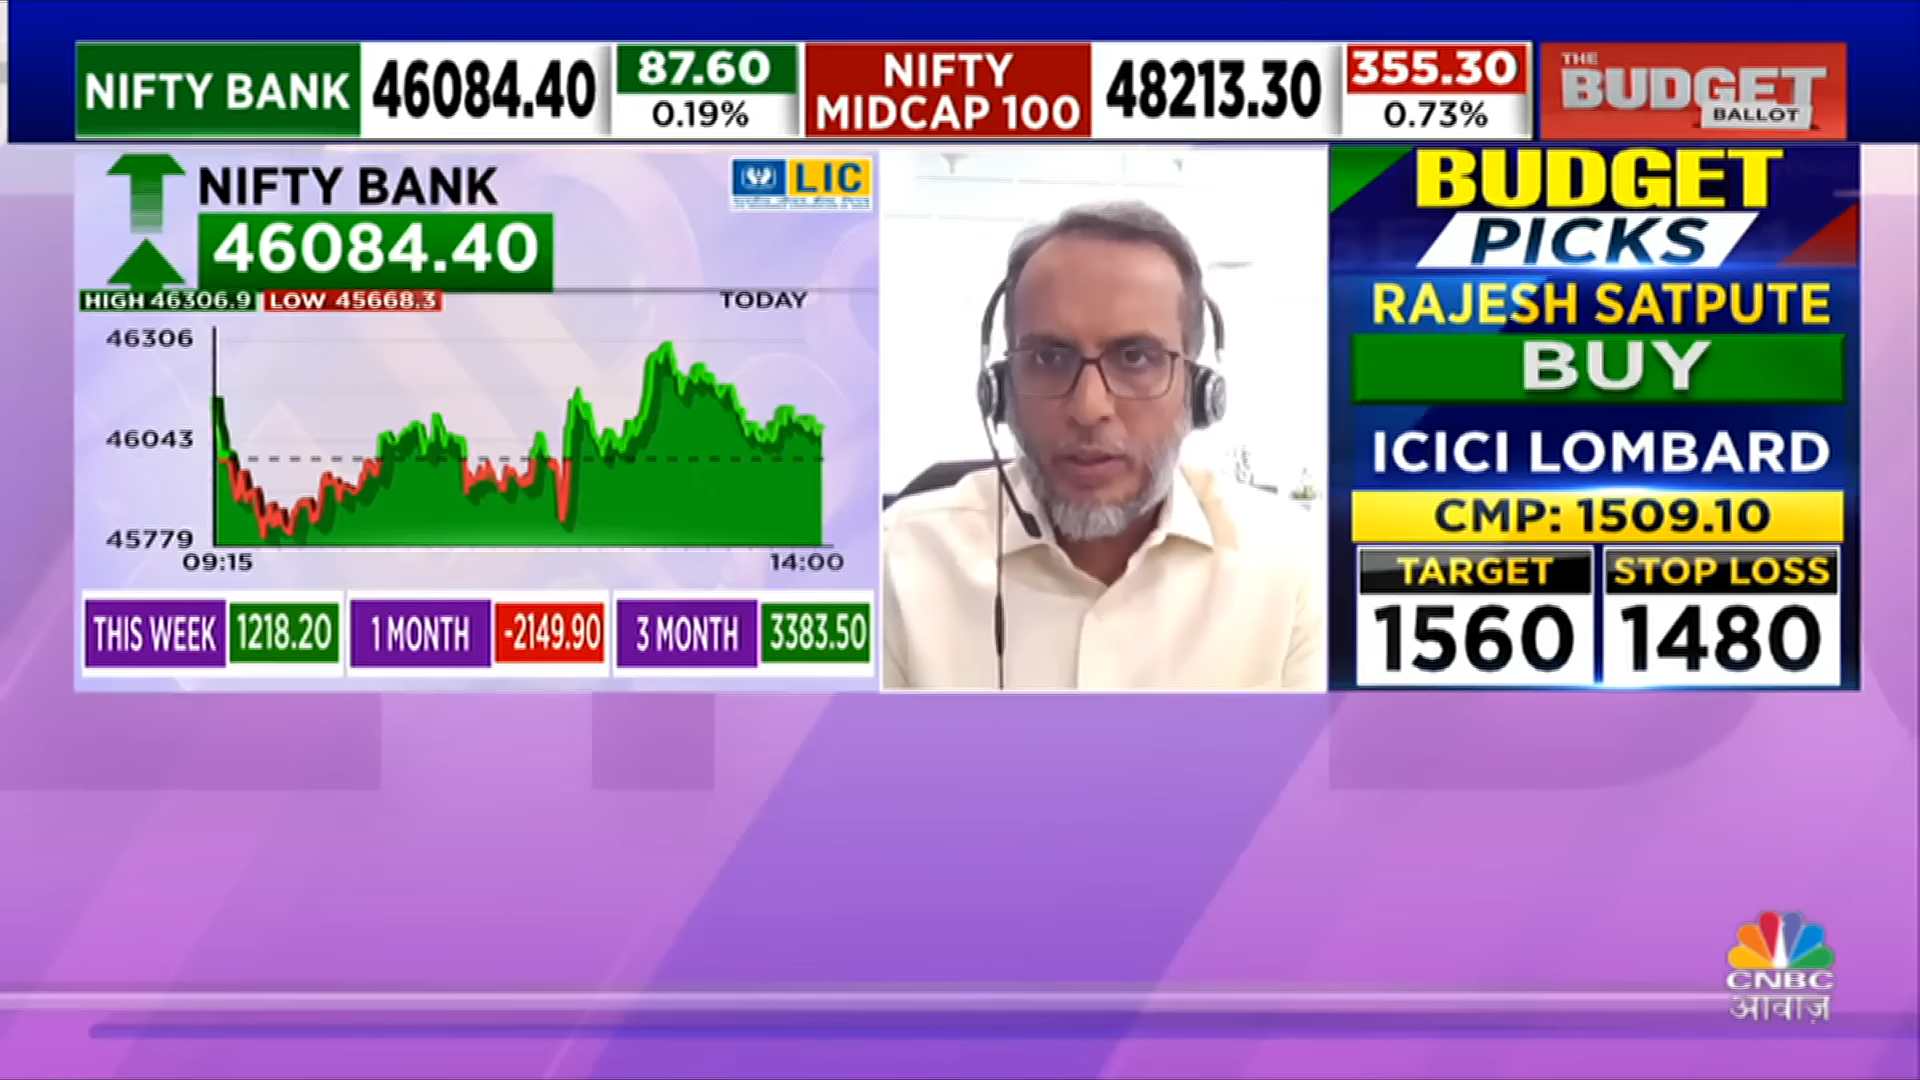 NIFTY BANK
46084.40
87.60
0.19%
NIFTY
MIDCAP 100
48213.30
355.30
0.73%
THE
BUDGET
BALLOT
NIFTY BANK
46084.40
LIC
HIGH 46306.9
LOW 45668.3
TODAY
46306
46043
45779
09:15
14:00
THIS WEEK
1218.20
1 MONTH
-2149.90
3 MONTH
3383.50
BUDGET
PICKS
RAJESH SATPUTE
BUY
ICICI LOMBARD
CMP: 1509.10
TARGET
STOP LOSS
1560
1480
CNBC
आवाज़